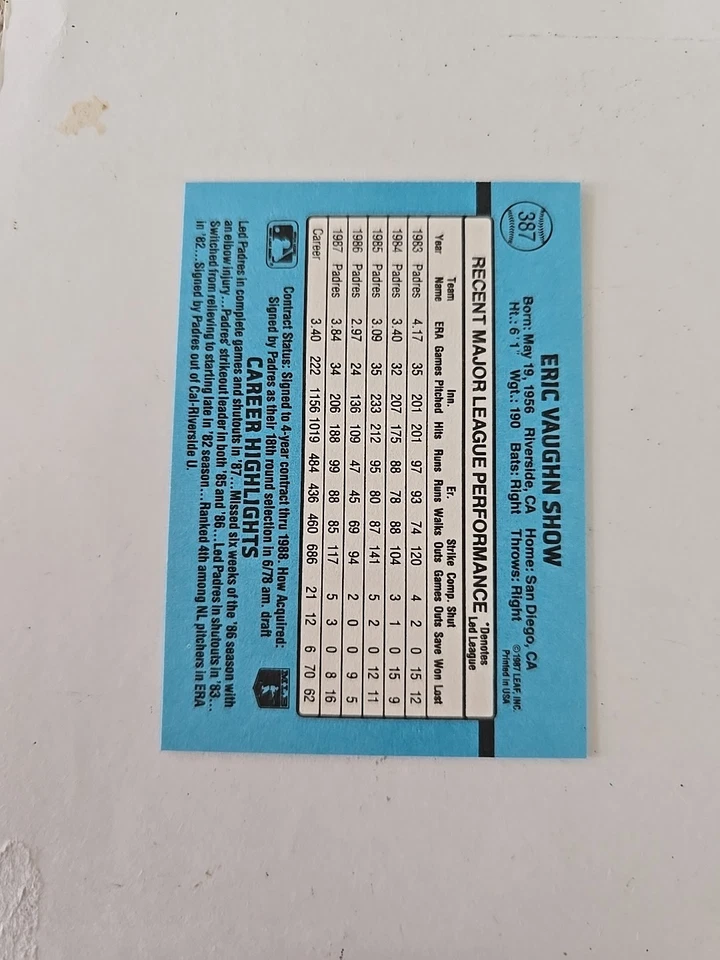 387
ERIC VAUGHN SHOW
Born: May 19, 1956 Riverside, CA Home: San Diego, CA
Ht.: 6'1" Wgt.: 190 Bats: Right Throws: Right
©1987 LEAF, INC.
Printed in USA
RECENT MAJOR LEAGUE PERFORMANCE *Denotes
Led League
Team Inn. Er. Strike Comp. Shut
Year Name ERA Games Pitched Hits Runs Runs Walks Outs Games Outs Save Won Lost
1983 Padres 4.17 35 201 201 97 93 74 120 4 2 0 15 12
1984 Padres 3.40 32 207 175 88 78 88 104 3 1 0 15 9
1985 Padres 3.09 35 233 212 95 80 87 141 5 2 0 12 11
1986 Padres 2.97 24 136 109 47 45 69 94 2 0 0 9 5
1987 Padres 3.84 34 206 188 99 88 85 117 5 3 0 8 16
Career 3.40 222 1156 1019 484 436 460 686 21 12 6 70 62
Contract Status: Signed to 4-year contract thru 1988. How Acquired:
Signed by Padres as their 18th round selection in 6/78 am. draft
CAREER HIGHLIGHTS
Led Padres in complete games and shutouts in '87...Missed six weeks of the '86 season with
an elbow injury...Padres' strikeout leader in both '85 and '86...Led Padres in shutouts in '83...
Switched from relieving to starting late in '82 season...Ranked 4th among NL pitchers in ERA
in '82...Signed by Padres out of Cal-Riverside U.